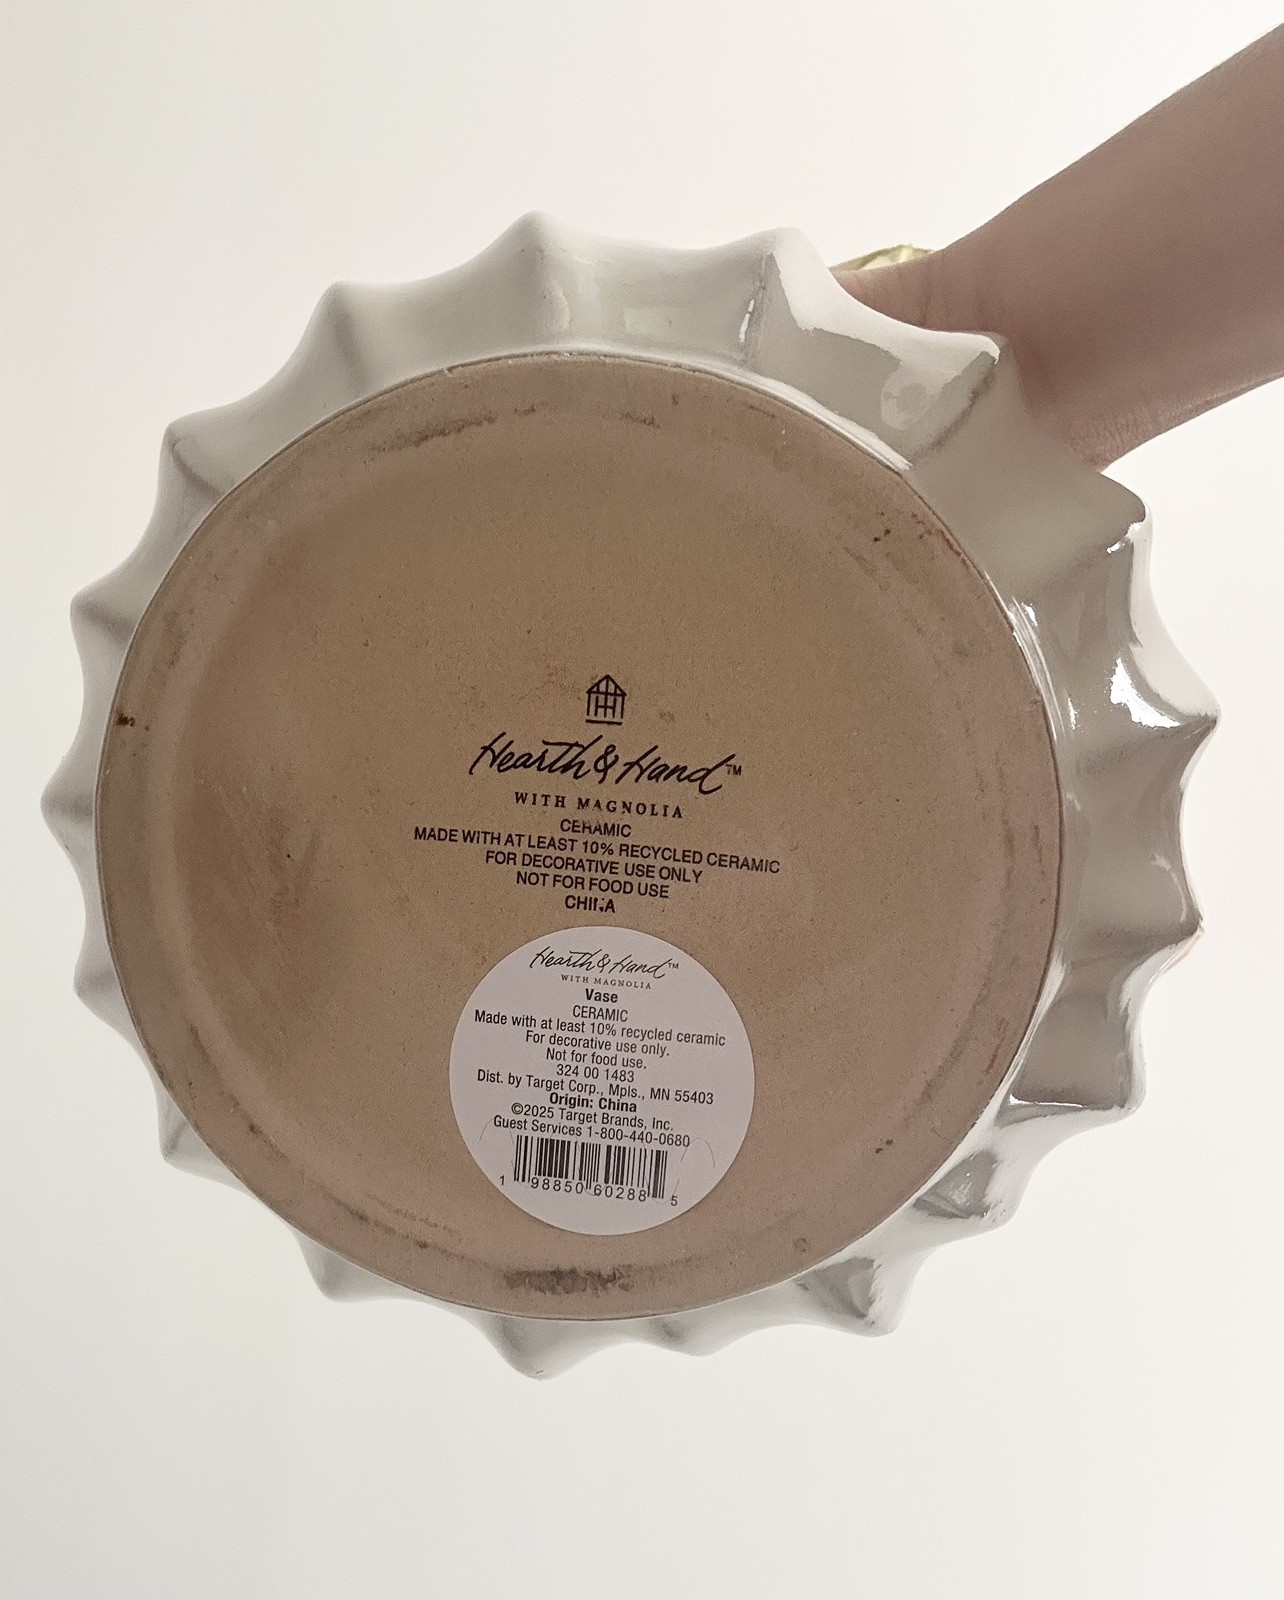 Hearth & Hand™
WITH MAGNOLIA
CERAMIC
MADE WITH AT LEAST 10% RECYCLED CERAMIC
FOR DECORATIVE USE ONLY
NOT FOR FOOD USE
CHINA
Hearth & Hand™
WITH MAGNOLIA
Vase
CERAMIC
Made with at least 10% recycled ceramic
For decorative use only.
Not for food use.
324 00 1483
Dist. by Target Corp., Mpls., MN 55403
Origin: China
©2025 Target Brands, Inc.
Guest Services 1-800-440-0680
1 98850 60288 5